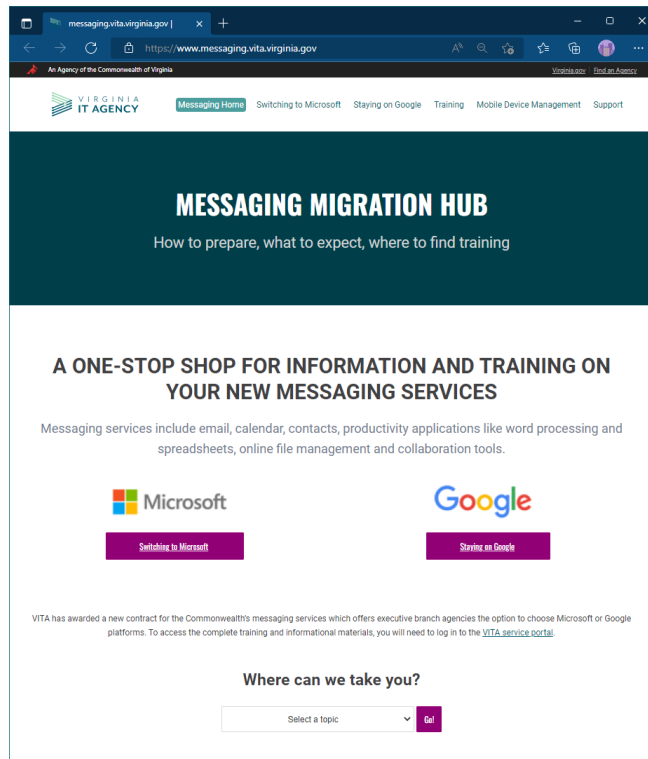 messaging.vita.virginia.gov |
https://www.messaging.vita.virginia.gov
An Agency of the Commonwealth of Virginia
Virginia.gov | Find an Agency
VIRGINIA
IT AGENCY
Messaging Home Switching to Microsoft Staying on Google Training Mobile Device Management Support
MESSAGING MIGRATION HUB
How to prepare, what to expect, where to find training
A ONE-STOP SHOP FOR INFORMATION AND TRAINING ON
YOUR NEW MESSAGING SERVICES
Messaging services include email, calendar, contacts, productivity applications like word processing and
spreadsheets, online file management and collaboration tools.
Microsoft Google
Switching to Microsoft Staying on Google
VITA has awarded a new contract for the Commonwealth's messaging services which offers executive branch agencies the option to choose Microsoft or Google
platforms. To access the complete training and informational materials, you will need to log in to the VITA service portal.
Where can we take you?
Select a topic Go!